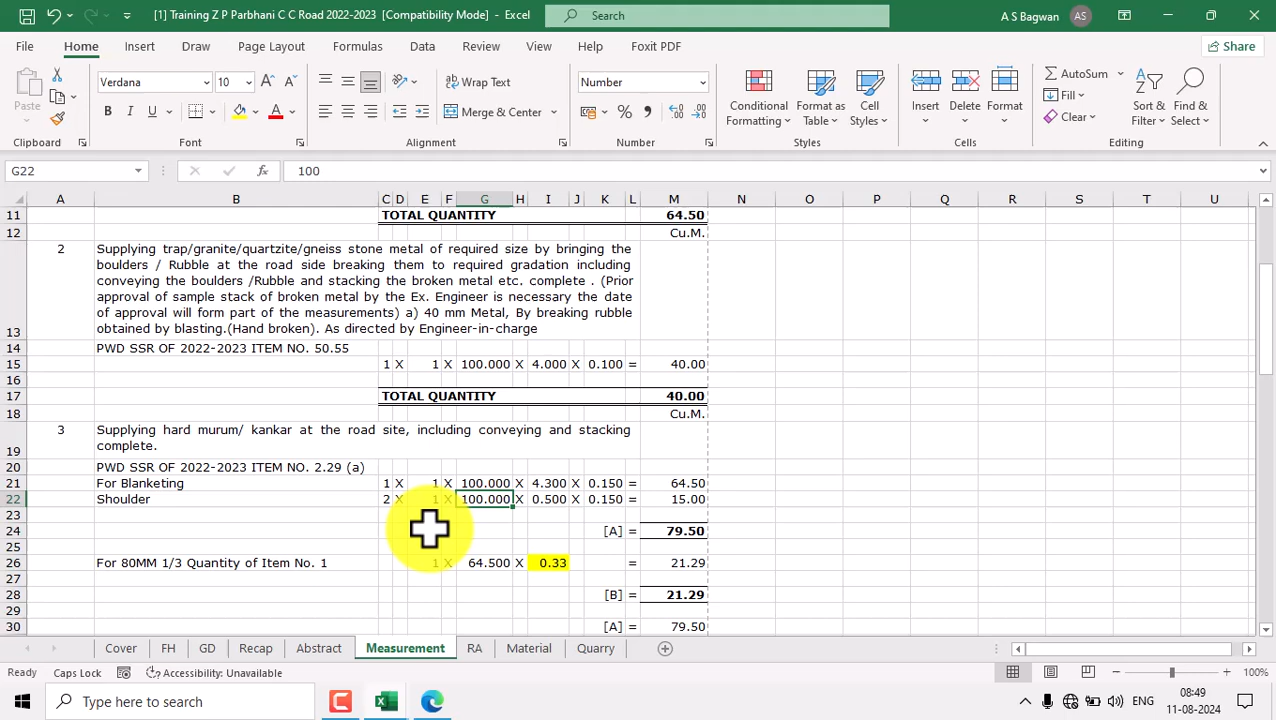 [1] Training Z P Parbhani C C Road 2022-2023 [Compatibility Mode] - Excel
Search
A S Bagwan AS
File Home Insert Draw Page Layout Formulas Data Review View Help Foxit PDF Share
Paste
Clipboard
Verdana 10
B I U
Font
Wrap Text
Merge & Center
Alignment
Number
Number
Conditional Formatting
Format as Table
Cell Styles
Styles
Insert Delete Format
Cells
AutoSum
Fill
Clear
Sort & Filter
Find & Select
Editing
G22 fx 100
A B C D E F G H I J K L M N O P Q R S T U
11 TOTAL QUANTITY 64.50
12 Cu.M.
2 Supplying trap/granite/quartzite/gneiss stone metal of required size by bringing the
boulders / Rubble at the road side breaking them to required gradation including
conveying the boulders /Rubble and stacking the broken metal etc. complete . (Prior
approval of sample stack of broken metal by the Ex. Engineer is necessary the date
of approval will form part of the measurements) a) 40 mm Metal, By breaking rubble
13 obtained by blasting.(Hand broken). As directed by Engineer-in-charge
14 PWD SSR OF 2022-2023 ITEM NO. 50.55
15 1 X 1 X 100.000 X 4.000 X 0.100 = 40.00
16
17 TOTAL QUANTITY 40.00
18 Cu.M.
3 Supplying hard murum/ kankar at the road site, including conveying and stacking
19 complete.
20 PWD SSR OF 2022-2023 ITEM NO. 2.29 (a)
21 For Blanketing 1 X 1 X 100.000 X 4.300 X 0.150 = 64.50
22 Shoulder 2 X 1 X 100.000 X 0.500 X 0.150 = 15.00
23
24 [A] = 79.50
25
26 For 80MM 1/3 Quantity of Item No. 1 1 X 64.500 X 0.33 = 21.29
27
28 [B] = 21.29
29
30 [A] = 79.50
Cover FH GD Recap Abstract Measurement RA Material Quarry
Ready Caps Lock Accessibility: Unavailable 100%
Type here to search
ENG
08:49
11-08-2024